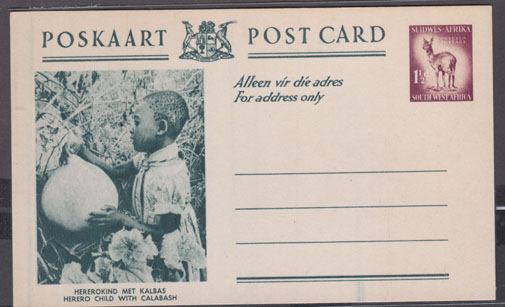 POSKAART POST CARD
SUIDWES-AFRIKA
1½
SOUTH WEST AFRICA
Alleen vir die adres
For address only
HEREROKIND MET KALBAS
HERERO CHILD WITH CALABASH